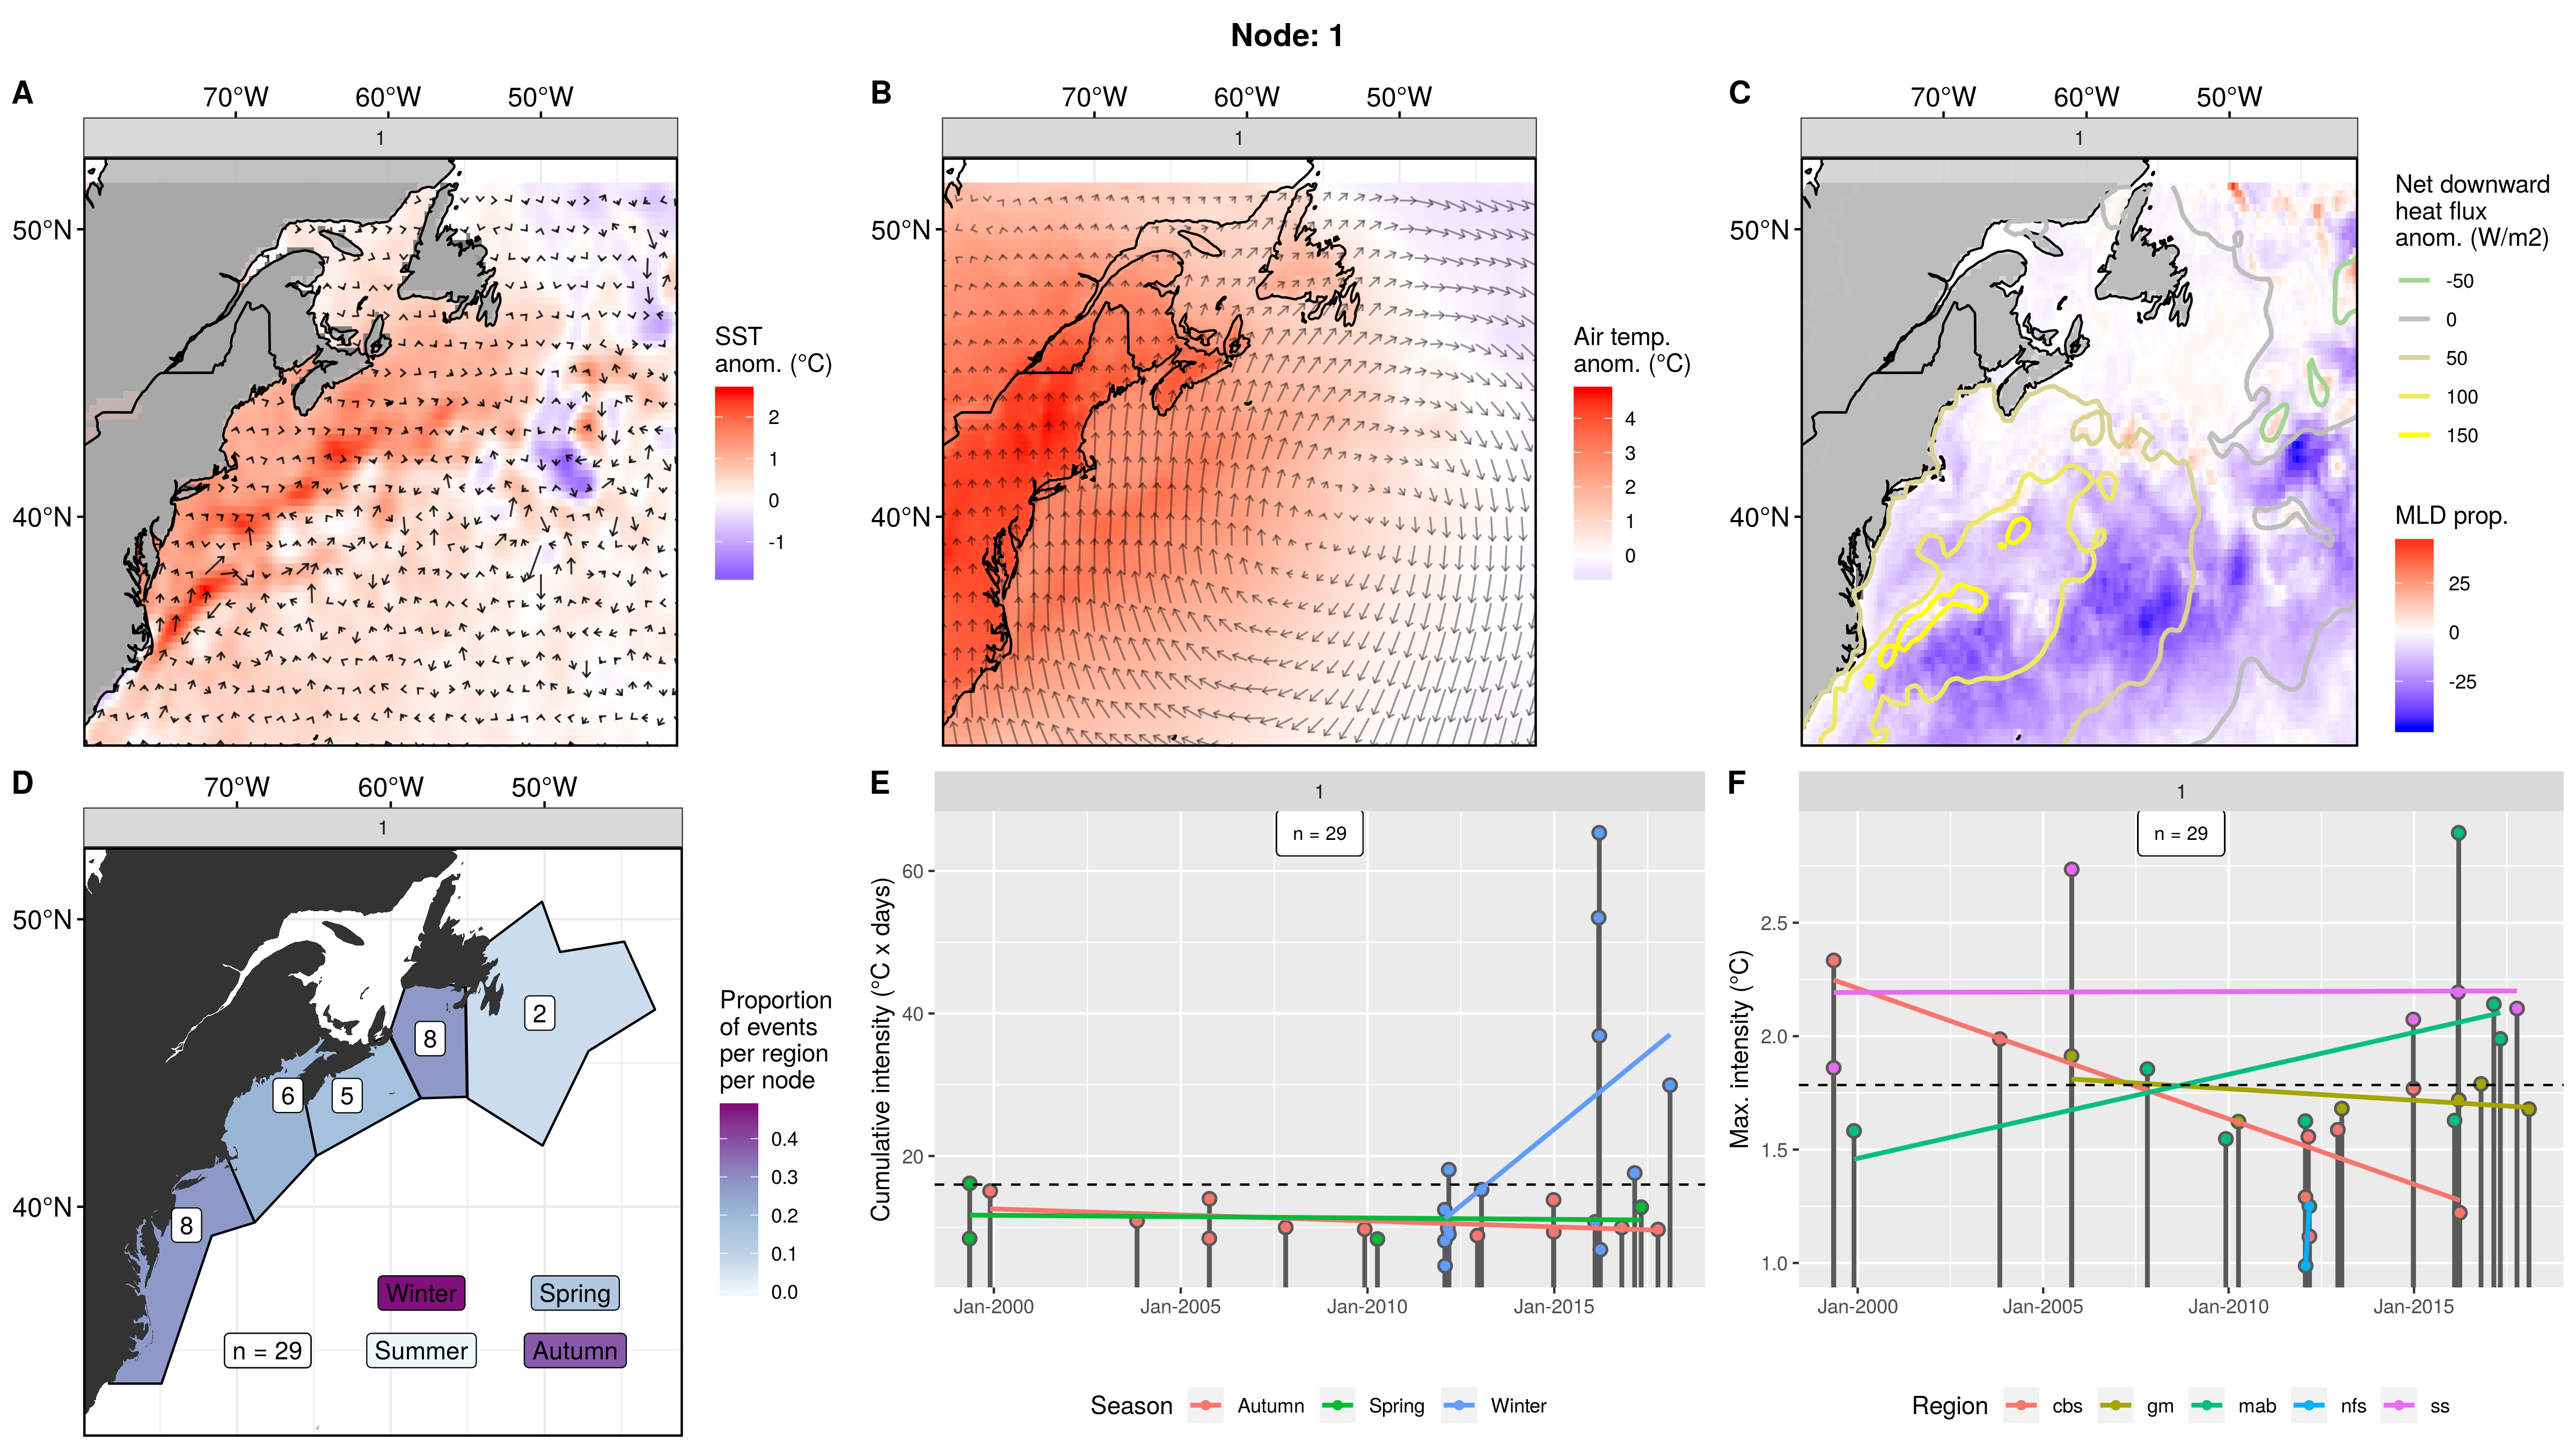 Node: 1
A
70°W 60°W 50°W
1
50°N
40°N
SST
anom. (°C)
2
1
0
-1
B
70°W 60°W 50°W
1
50°N
40°N
Air temp.
anom. (°C)
4
3
2
1
0
C
70°W 60°W 50°W
1
50°N
40°N
Net downward
heat flux
anom. (W/m2)
-50
0
50
100
150
MLD prop.
25
0
-25
D
70°W 60°W 50°W
1
50°N
40°N
2
8
6
5
8
Winter
Spring
n = 29
Summer
Autumn
Proportion
of events
per region
per node
0.4
0.3
0.2
0.1
0.0
E
1
n = 29
Cumulative intensity (°C x days)
60
40
20
Jan-2000 Jan-2005 Jan-2010 Jan-2015
Season Autumn Spring Winter
F
1
n = 29
Max. intensity (°C)
2.5
2.0
1.5
1.0
Jan-2000 Jan-2005 Jan-2010 Jan-2015
Region cbs gm mab nfs ss